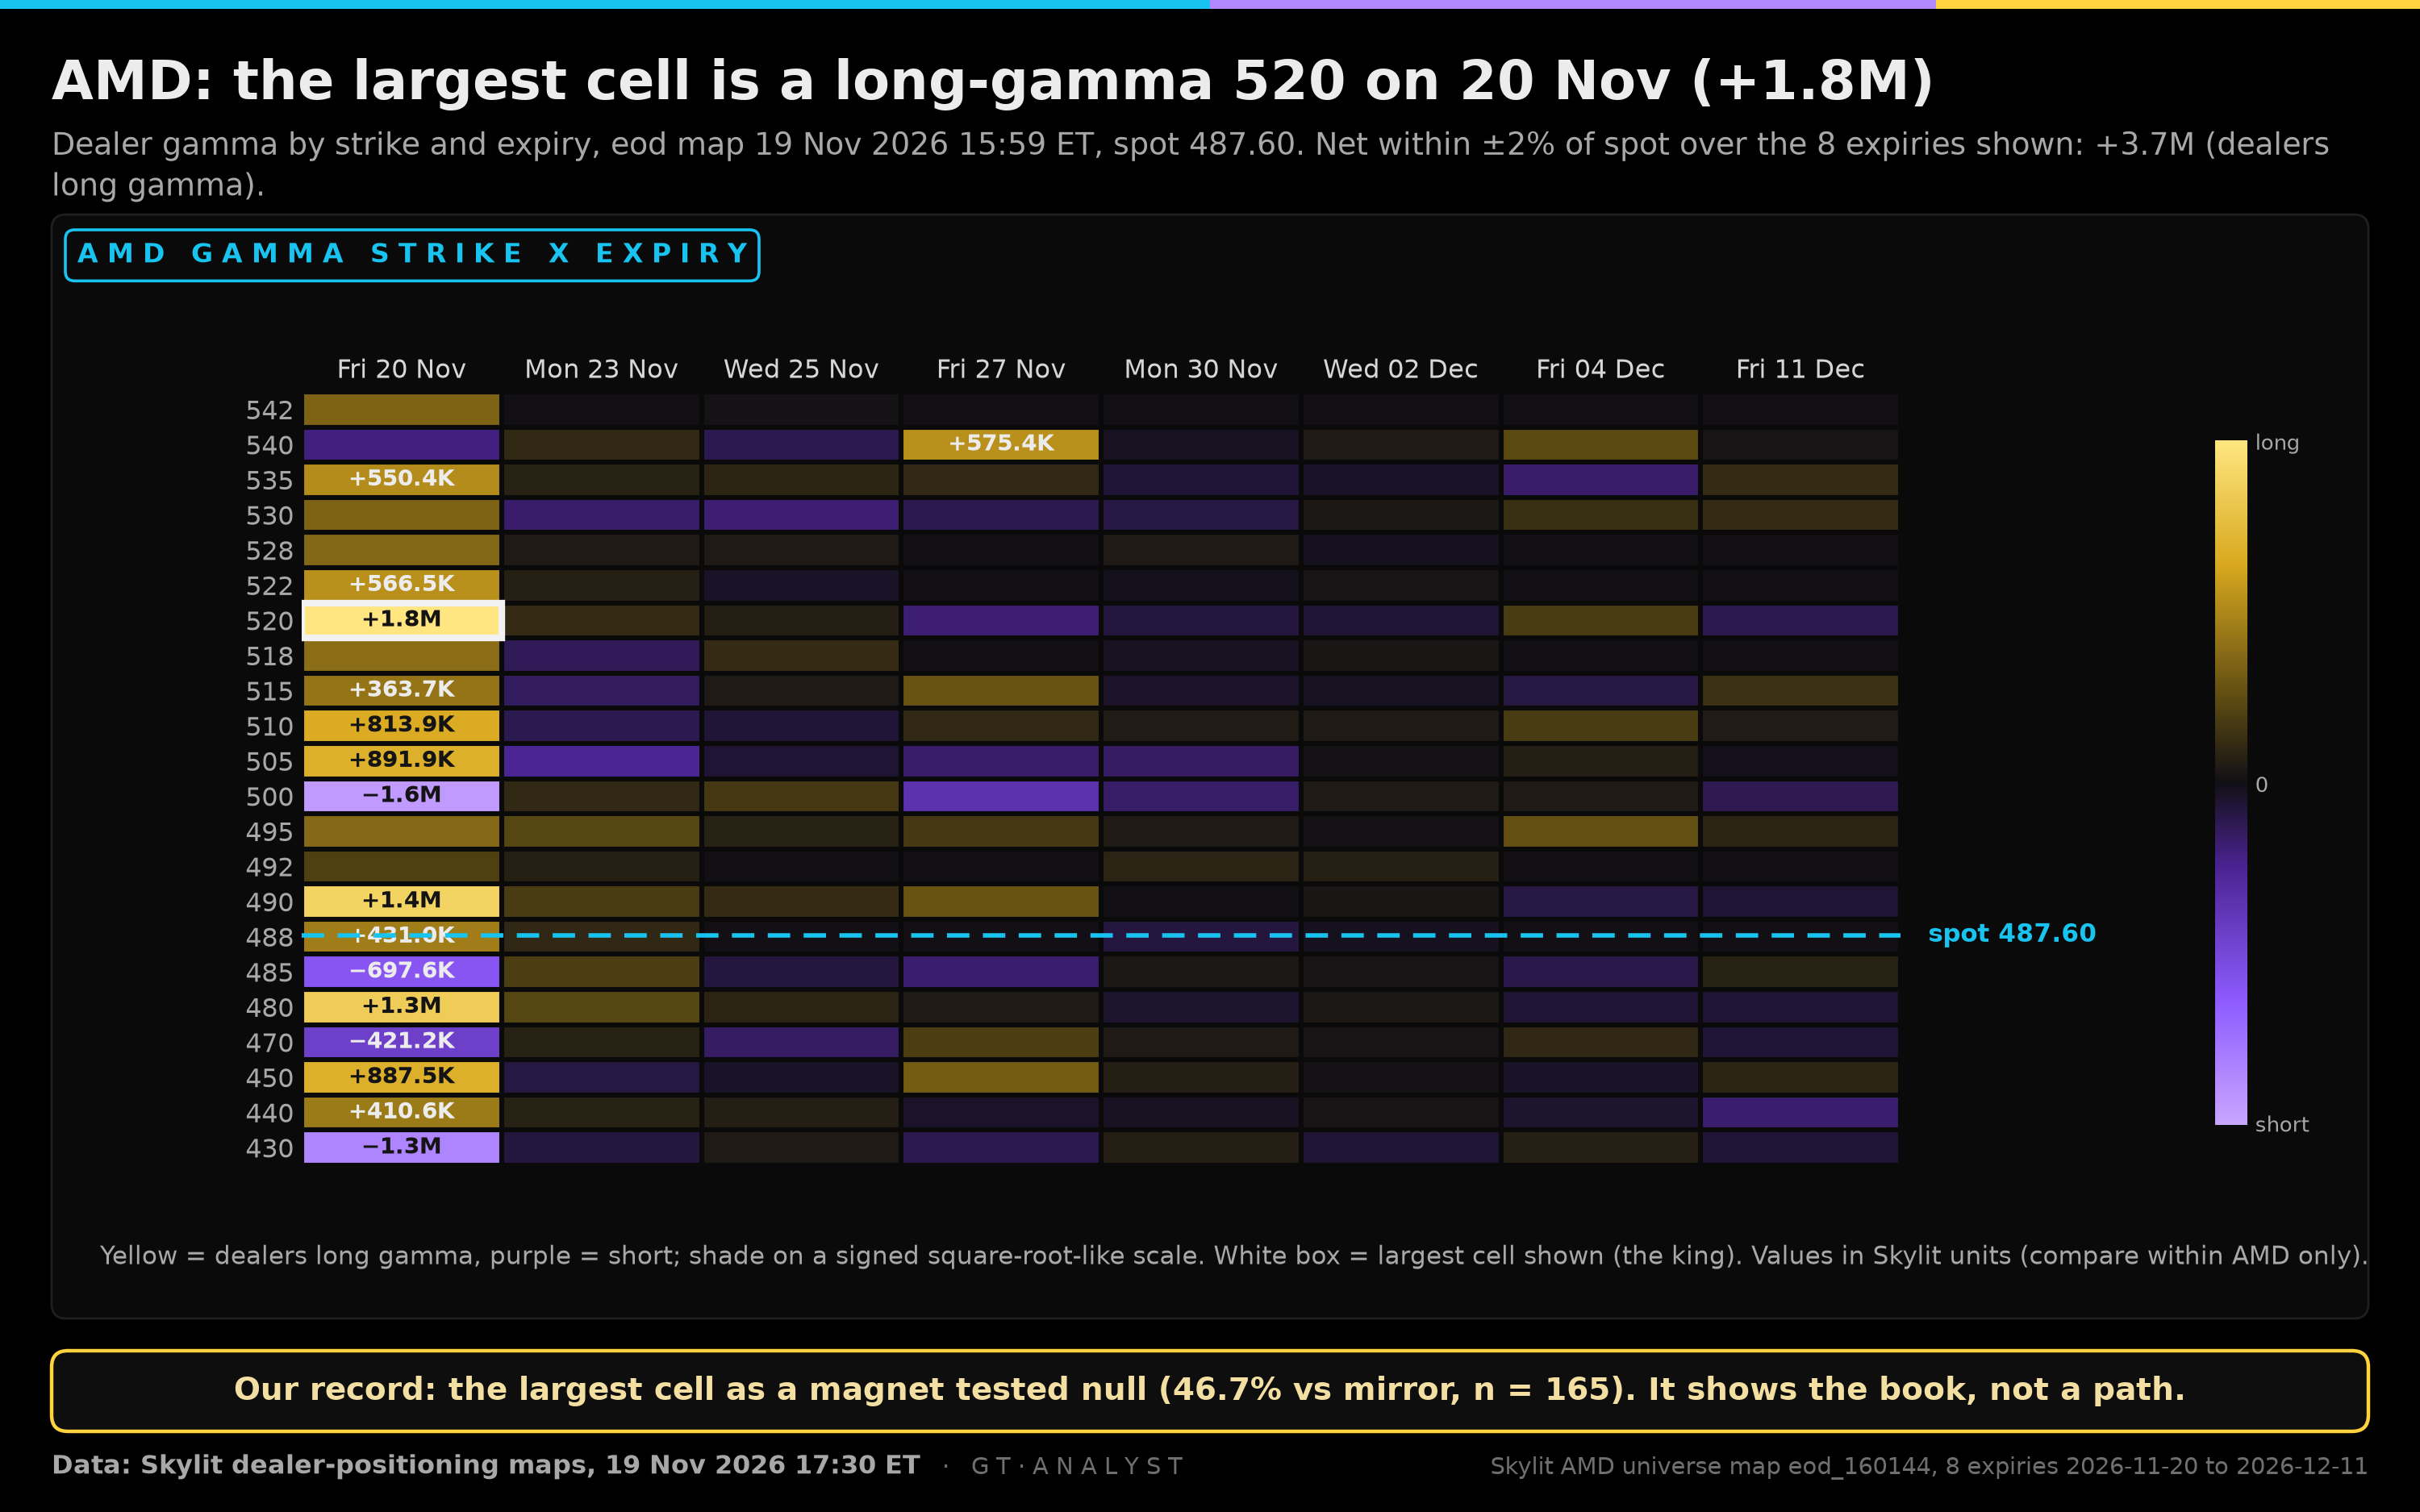 AMD: the largest cell is a long-gamma 520 on 20 Nov (+1.8M)
Dealer gamma by strike and expiry, eod map 19 Nov 2026 15:59 ET, spot 487.60. Net within ±2% of spot over the 8 expiries shown: +3.7M (dealers
long gamma).
AMD GAMMA STRIKE X EXPIRY
Fri 20 Nov Mon 23 Nov Wed 25 Nov Fri 27 Nov Mon 30 Nov Wed 02 Dec Fri 04 Dec Fri 11 Dec
542
540 +575.4K long
535 +550.4K
530
528
522 +566.5K
520 +1.8M
518
515 +363.7K
510 +813.9K
505 +891.9K
500 −1.6M 0
495
492
490 +1.4M
488 +431.0K spot 487.60
485 −697.6K
480 +1.3M
470 −421.2K
450 +887.5K
440 +410.6K short
430 −1.3M
Yellow = dealers long gamma, purple = short; shade on a signed square-root-like scale. White box = largest cell shown (the king). Values in Skylit units (compare within AMD only).
Our record: the largest cell as a magnet tested null (46.7% vs mirror, n = 165). It shows the book, not a path.
Data: Skylit dealer-positioning maps, 19 Nov 2026 17:30 ET · GT·ANALYST Skylit AMD universe map eod_160144, 8 expiries 2026-11-20 to 2026-12-11